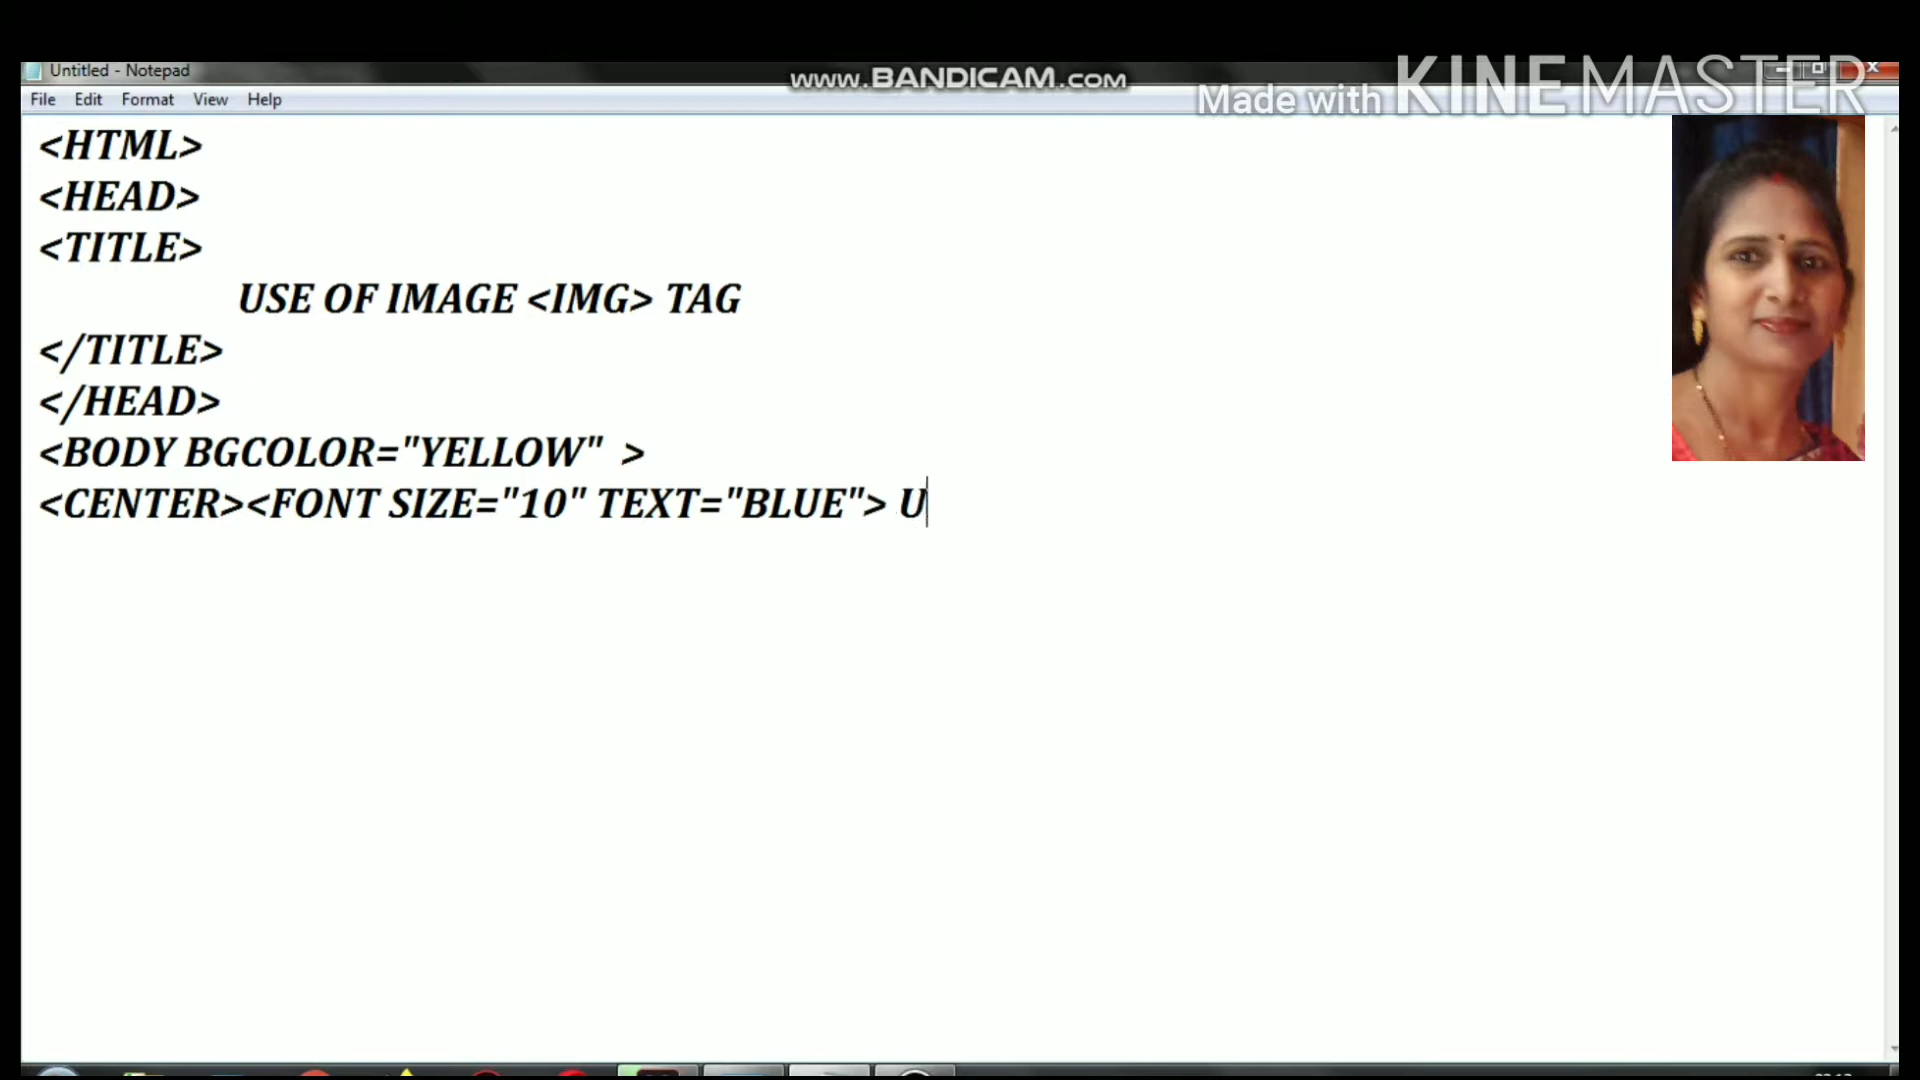 Untitled - Notepad
www.BANDICAM.com
Made with KINEMASTER
File Edit Format View Help
<HTML>
<HEAD>
<TITLE>
USE OF IMAGE <IMG> TAG
</TITLE>
</HEAD>
<BODY BGCOLOR="YELLOW" >
<CENTER><FONT SIZE="10" TEXT="BLUE"> U